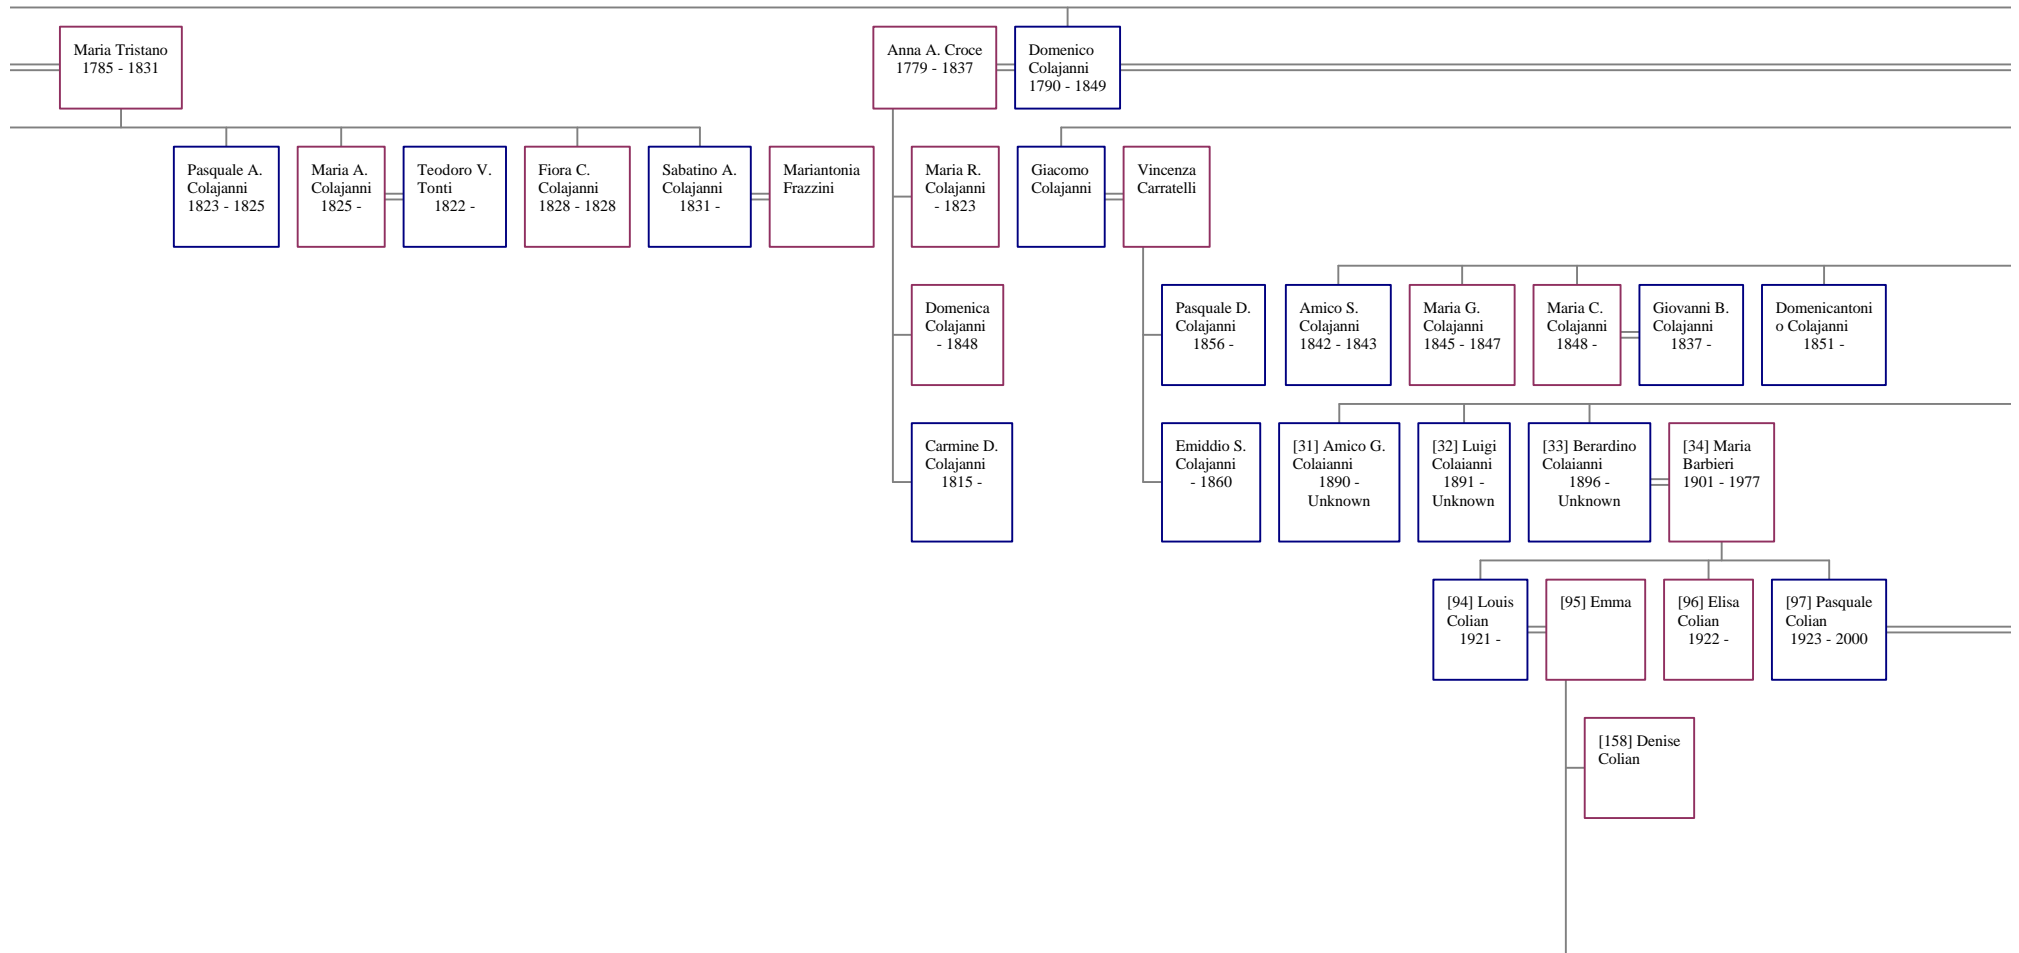 Maria Tristano
1785 - 1831
Anna A. Croce
1779 - 1837
Domenico
Colajanni
1790 - 1849
Pasquale A.
Colajanni
1823 - 1825
Maria A.
Colajanni
1825 -
Teodoro V.
Tonti
1822 -
Fiora C.
Colajanni
1828 - 1828
Sabatino A.
Colajanni
1831 -
Mariantonia
Frazzini
Maria R.
Colajanni
- 1823
Giacomo
Colajanni
Vincenza
Carratelli
Domenica
Colajanni
- 1848
Pasquale D.
Colajanni
1856 -
Amico S.
Colajanni
1842 - 1843
Maria G.
Colajanni
1845 - 1847
Maria C.
Colajanni
1848 -
Giovanni B.
Colajanni
1837 -
Domenicantoni
o Colajanni
1851 -
Carmine D.
Colajanni
1815 -
Emiddio S.
Colajanni
- 1860
[31] Amico G.
Colaianni
1890 -
Unknown
[32] Luigi
Colaianni
1891 -
Unknown
[33] Berardino
Colaianni
1896 -
Unknown
[34] Maria
Barbieri
1901 - 1977
[94] Louis
Colian
1921 -
[95] Emma
[96] Elisa
Colian
1922 -
[97] Pasquale
Colian
1923 - 2000
[158] Denise
Colian